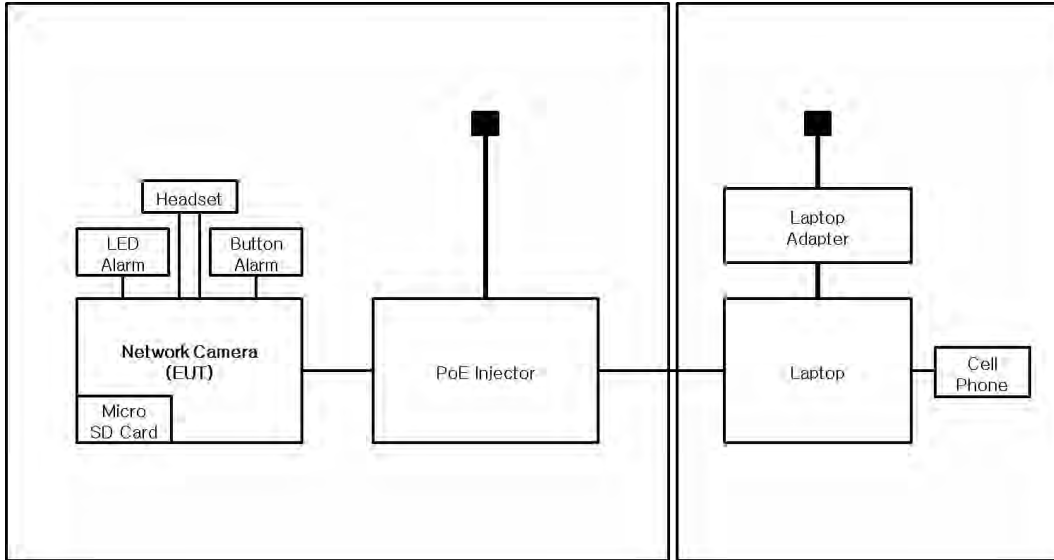 Headset
LED
Alarm
Button
Alarm
Network Camera
(EUT)
Micro
SD Card
PoE Injector
Laptop
Adapter
Laptop
Cell
Phone